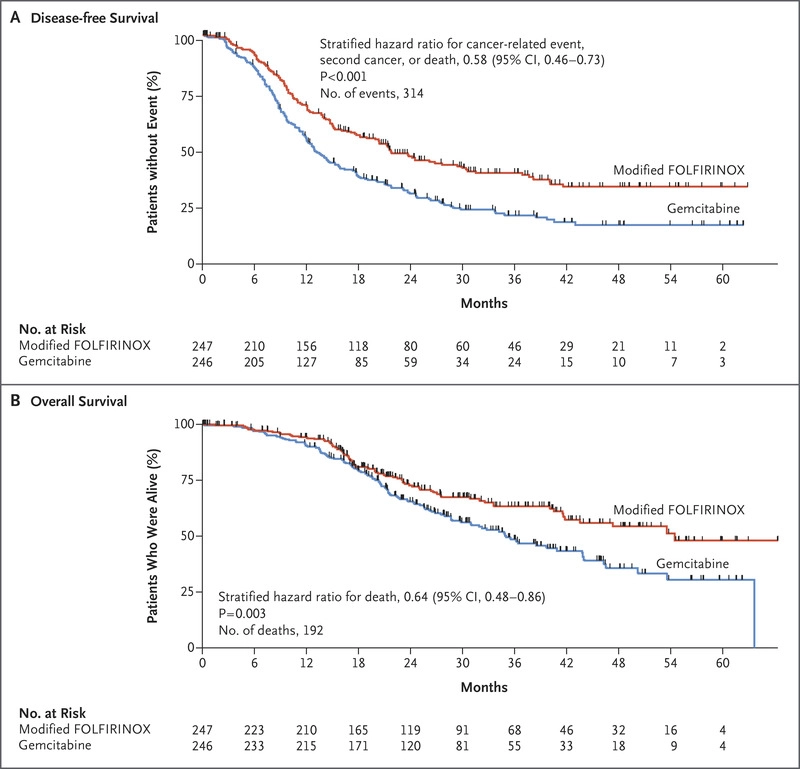 A Disease-free Survival
Patients without Event (%)
100
75
50
25
0
Stratified hazard ratio for cancer-related event,
second cancer, or death, 0.58 (95% CI, 0.46–0.73)
P<0.001
No. of events, 314
Modified FOLFIRINOX
Gemcitabine
0 6 12 18 24 30 36 42 48 54 60
Months
No. at Risk
Modified FOLFIRINOX 247 210 156 118 80 60 46 29 21 11 2
Gemcitabine 246 205 127 85 59 34 24 15 10 7 3
B Overall Survival
Patients Who Were Alive (%)
100
75
50
25
0
Modified FOLFIRINOX
Gemcitabine
Stratified hazard ratio for death, 0.64 (95% CI, 0.48–0.86)
P=0.003
No. of deaths, 192
0 6 12 18 24 30 36 42 48 54 60
Months
No. at Risk
Modified FOLFIRINOX 247 223 210 165 119 91 68 46 32 16 4
Gemcitabine 246 233 215 171 120 81 55 33 18 9 4